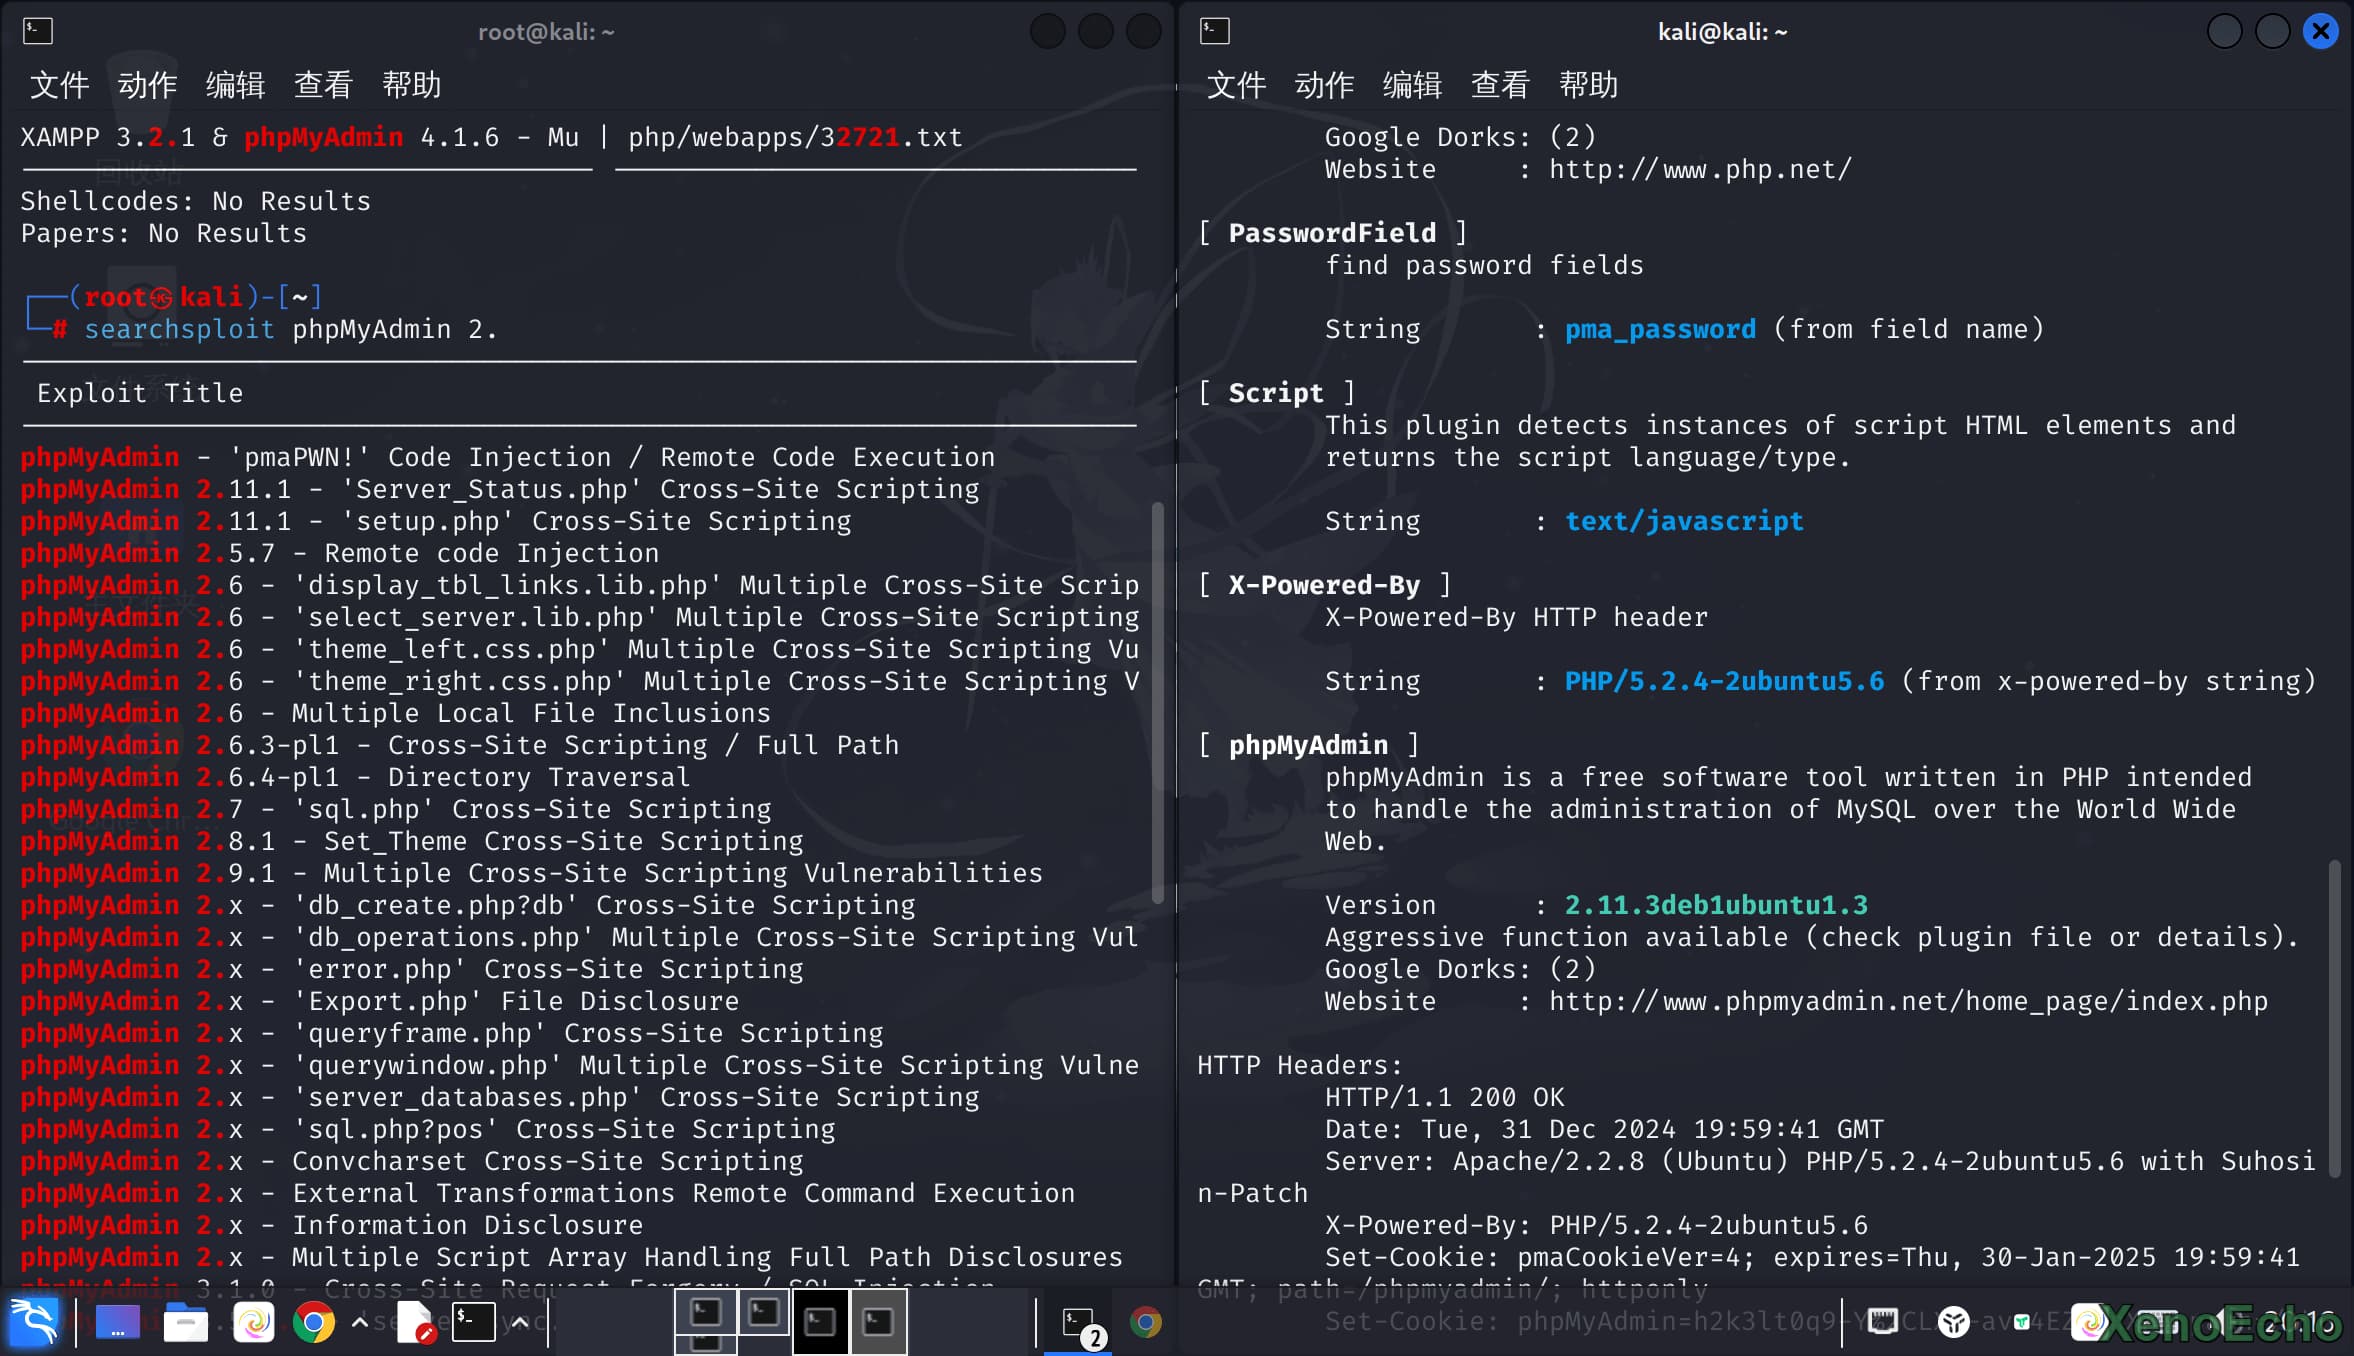 root@kali: ~
文件 动作 编辑 查看 帮助
XAMPP 3.2.1 & phpMyAdmin 4.1.6 - Mu | php/webapps/32721.txt
Shellcodes: No Results
Papers: No Results
(root㉿kali)-[~]
# searchsploit phpMyAdmin 2.
Exploit Title
phpMyAdmin - 'pmaPWN!' Code Injection / Remote Code Execution
phpMyAdmin 2.11.1 - 'Server_Status.php' Cross-Site Scripting
phpMyAdmin 2.11.1 - 'setup.php' Cross-Site Scripting
phpMyAdmin 2.5.7 - Remote code Injection
phpMyAdmin 2.6 - 'display_tbl_links.lib.php' Multiple Cross-Site Scrip
phpMyAdmin 2.6 - 'select_server.lib.php' Multiple Cross-Site Scripting
phpMyAdmin 2.6 - 'theme_left.css.php' Multiple Cross-Site Scripting Vu
phpMyAdmin 2.6 - 'theme_right.css.php' Multiple Cross-Site Scripting V
phpMyAdmin 2.6 - Multiple Local File Inclusions
phpMyAdmin 2.6.3-pl1 - Cross-Site Scripting / Full Path
phpMyAdmin 2.6.4-pl1 - Directory Traversal
phpMyAdmin 2.7 - 'sql.php' Cross-Site Scripting
phpMyAdmin 2.8.1 - Set_Theme Cross-Site Scripting
phpMyAdmin 2.9.1 - Multiple Cross-Site Scripting Vulnerabilities
phpMyAdmin 2.x - 'db_create.php?db' Cross-Site Scripting
phpMyAdmin 2.x - 'db_operations.php' Multiple Cross-Site Scripting Vul
phpMyAdmin 2.x - 'error.php' Cross-Site Scripting
phpMyAdmin 2.x - 'Export.php' File Disclosure
phpMyAdmin 2.x - 'queryframe.php' Cross-Site Scripting
phpMyAdmin 2.x - 'querywindow.php' Multiple Cross-Site Scripting Vulne
phpMyAdmin 2.x - 'server_databases.php' Cross-Site Scripting
phpMyAdmin 2.x - 'sql.php?pos' Cross-Site Scripting
phpMyAdmin 2.x - Convcharset Cross-Site Scripting
phpMyAdmin 2.x - External Transformations Remote Command Execution
phpMyAdmin 2.x - Information Disclosure
phpMyAdmin 2.x - Multiple Script Array Handling Full Path Disclosures
phpMyAdmin 3.1.0 - Cross-Site Request Forgery / SQL Injection
kali@kali: ~
文件 动作 编辑 查看 帮助
Google Dorks: (2)
Website : http://www.php.net/
[ PasswordField ]
find password fields
String : pma_password (from field name)
[ Script ]
This plugin detects instances of script HTML elements and
returns the script language/type.
String : text/javascript
[ X-Powered-By ]
X-Powered-By HTTP header
String : PHP/5.2.4-2ubuntu5.6 (from x-powered-by string)
[ phpMyAdmin ]
phpMyAdmin is a free software tool written in PHP intended
to handle the administration of MySQL over the World Wide
Web.
Version : 2.11.3deb1ubuntu1.3
Aggressive function available (check plugin file or details).
Google Dorks: (2)
Website : http://www.phpmyadmin.net/home_page/index.php
HTTP Headers:
HTTP/1.1 200 OK
Date: Tue, 31 Dec 2024 19:59:41 GMT
Server: Apache/2.2.8 (Ubuntu) PHP/5.2.4-2ubuntu5.6 with Suhosi
n-Patch
X-Powered-By: PHP/5.2.4-2ubuntu5.6
Set-Cookie: pmaCookieVer=4; expires=Thu, 30-Jan-2025 19:59:41
GMT; path=/phpmyadmin/; httponly
Set-Cookie:
2
XenoEcho